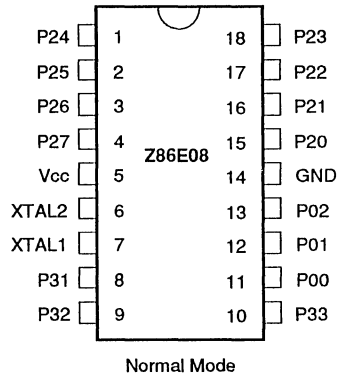 P24 1 18 P23
P25 2 17 P22
P26 3 16 P21
P27 4 15 P20
Z86E08
Vcc 5 14 GND
XTAL2 6 13 P02
XTAL1 7 12 P01
P31 8 11 P00
P32 9 10 P33
Normal Mode